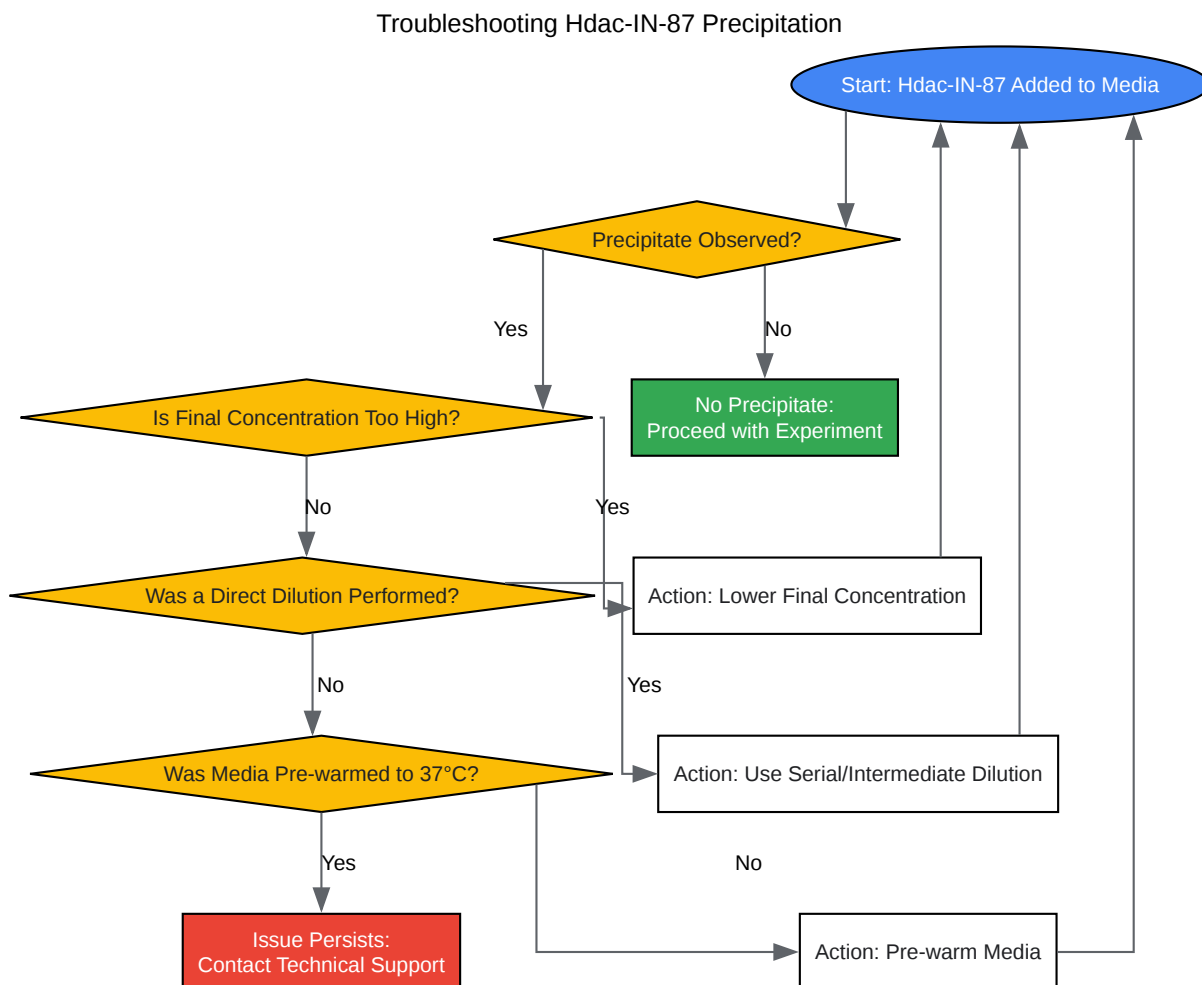 Troubleshooting Hdac-IN-87 Precipitation
Start: Hdac-IN-87 Added to Media
Precipitate Observed?
Yes
No
Is Final Concentration Too High?
No Precipitate:
Proceed with Experiment
No
Yes
Was a Direct Dilution Performed?
Action: Lower Final Concentration
No
Yes
Was Media Pre-warmed to 37°C?
Action: Use Serial/Intermediate Dilution
Yes
No
Issue Persists:
Contact Technical Support
Action: Pre-warm Media